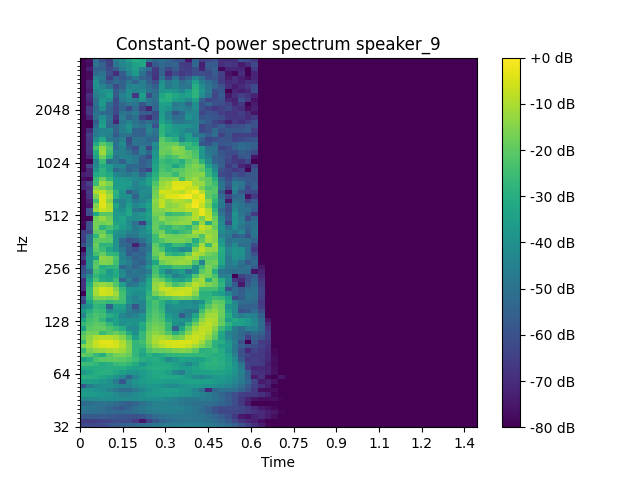 Constant-Q power spectrum speaker_9
+0 dB
2048
-10 dB
1024
-20 dB
512
-30 dB
-40 dB
Hz
256
-50 dB
128
-60 dB
64
-70 dB
32
-80 dB
0 0.15 0.3 0.45 0.6 0.75 0.9 1.1 1.2 1.4
Time